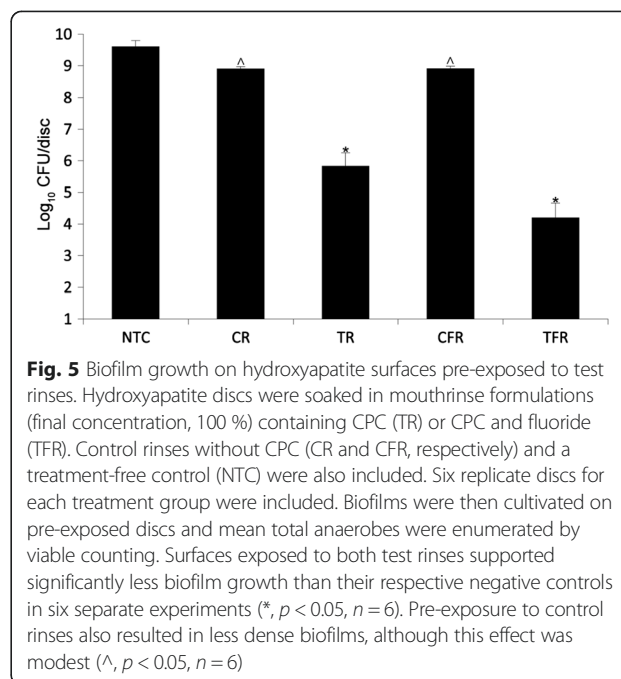 10
9
8
7
6
5
4
3
2
1
Log₁₀ CFU/disc
^
*
^
*
NTC CR TR CFR TFR
Fig. 5 Biofilm growth on hydroxyapatite surfaces pre-exposed to test
rinses. Hydroxyapatite discs were soaked in mouthrinse formulations
(final concentration, 100 %) containing CPC (TR) or CPC and fluoride
(TFR). Control rinses without CPC (CR and CFR, respectively) and a
treatment-free control (NTC) were also included. Six replicate discs for
each treatment group were included. Biofilms were then cultivated on
pre-exposed discs and mean total anaerobes were enumerated by
viable counting. Surfaces exposed to both test rinses supported
significantly less biofilm growth than their respective negative controls
in six separate experiments (*, p < 0.05, n = 6). Pre-exposure to control
rinses also resulted in less dense biofilms, although this effect was
modest (^, p < 0.05, n = 6)